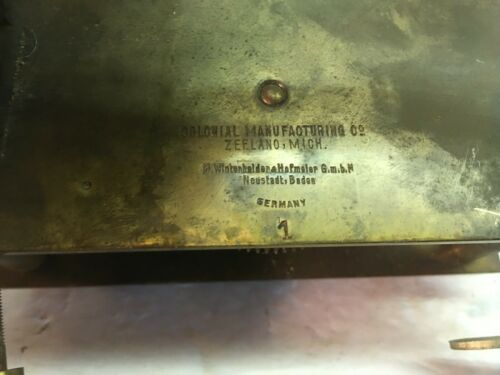 COLONIAL MANUFACTURING CO
ZEELAND, MICH.
Winterhalder & Hofmeier G.m.b.H
Neustadt, Baden
GERMANY
1